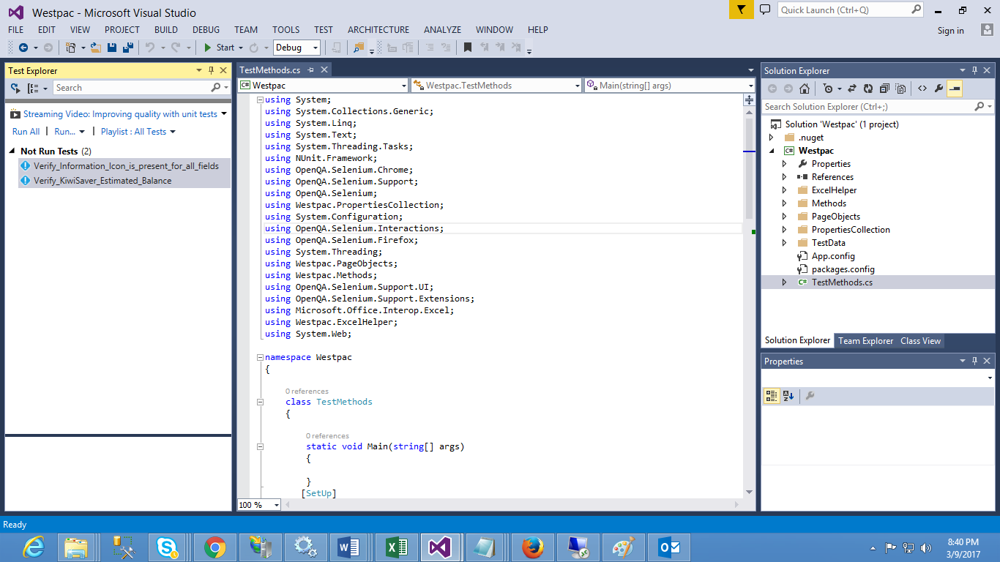 Westpac - Microsoft Visual Studio
Quick Launch (Ctrl+Q)
FILE EDIT VIEW PROJECT BUILD DEBUG TEAM TOOLS TEST ARCHITECTURE ANALYZE WINDOW HELP
Sign in
Start
Debug
Test Explorer
Search
Streaming Video: Improving quality with unit tests
Run All | Run... | Playlist : All Tests
Not Run Tests (2)
Verify_Information_Icon_is_present_for_all_fields
Verify_KiwiSaver_Estimated_Balance
TestMethods.cs
C# Westpac
Westpac.TestMethods
Main(string[] args)
using System;
using System.Collections.Generic;
using System.Linq;
using System.Text;
using System.Threading.Tasks;
using NUnit.Framework;
using OpenQA.Selenium.Chrome;
using OpenQA.Selenium.Support;
using OpenQA.Selenium;
using Westpac.PropertiesCollection;
using System.Configuration;
using OpenQA.Selenium.Interactions;
using OpenQA.Selenium.Firefox;
using System.Threading;
using Westpac.PageObjects;
using Westpac.Methods;
using OpenQA.Selenium.Support.UI;
using OpenQA.Selenium.Support.Extensions;
using Microsoft.Office.Interop.Excel;
using Westpac.ExcelHelper;
using System.Web;
namespace Westpac
{
0 references
class TestMethods
{
0 references
static void Main(string[] args)
{
}
[SetUp]
100 %
Solution Explorer
Search Solution Explorer (Ctrl+;)
Solution 'Westpac' (1 project)
.nuget
C# Westpac
Properties
References
ExcelHelper
Methods
PageObjects
PropertiesCollection
TestData
App.config
packages.config
C# TestMethods.cs
Solution Explorer Team Explorer Class View
Properties
Ready
8:40 PM
3/9/2017